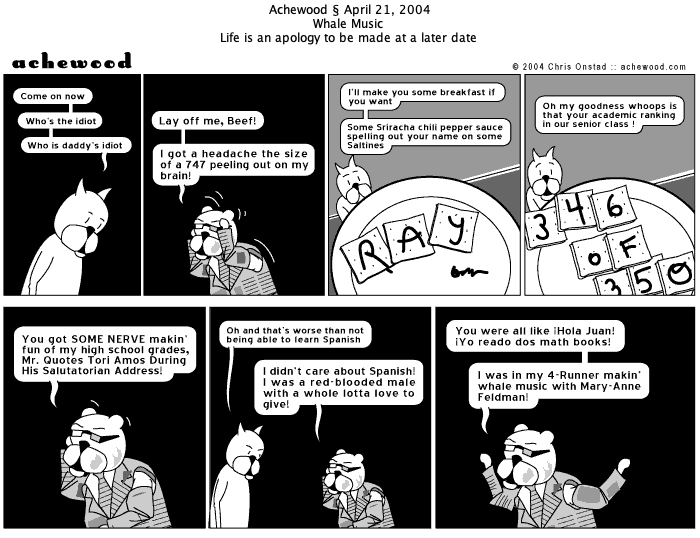 Achewood § April 21, 2004
Whale Music
Life is an apology to be made at a later date
achewood
© 2004 Chris Onstad :: achewood.com
Come on now
Who's the idiot
Who is daddy's idiot
Lay off me, Beef!
I got a headache the size
of a 747 peeling out on my
brain!
I'll make you some breakfast if
you want
Some Sriracha chili pepper sauce
spelling out your name on some
Saltines
RAY
Oh my goodness whoops is
that your academic ranking
in our senior class !
346
OF
350
You got SOME NERVE makin'
fun of my high school grades,
Mr. Quotes Tori Amos During
His Salutatorian Address!
Oh and that's worse than not
being able to learn Spanish
I didn't care about Spanish!
I was a red-blooded male
with a whole lotta love to
give!
You were all like ¡Hola Juan!
¡Yo reado dos math books!
I was in my 4-Runner makin'
whale music with Mary-Anne
Feldman!